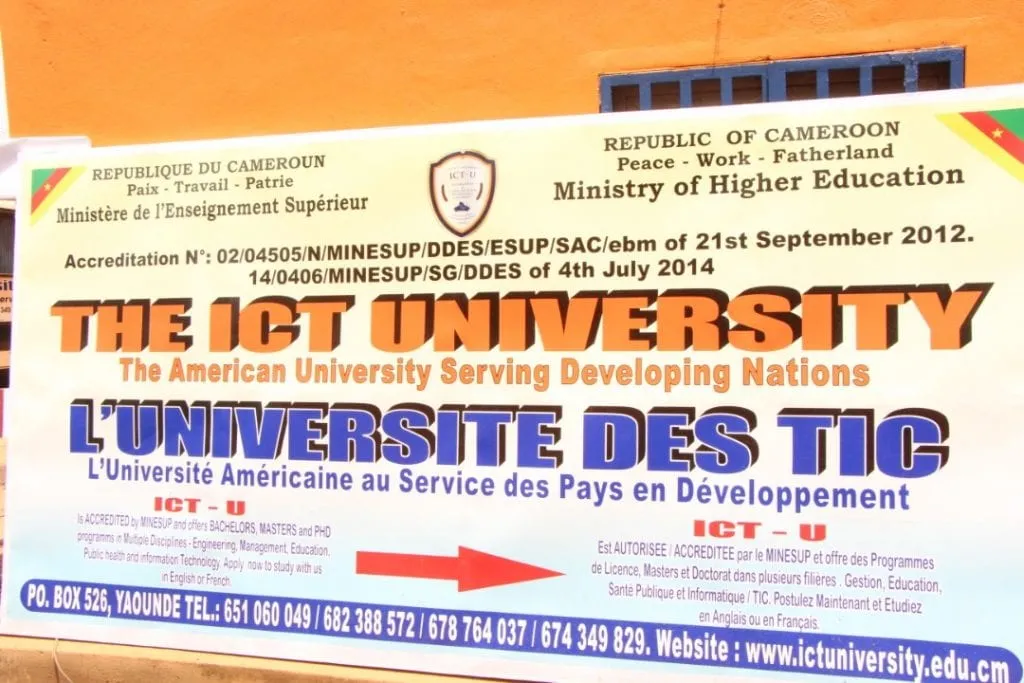 REPUBLIQUE DU CAMEROUN
Paix - Travail - Patrie
Ministère de l'Enseignement Supérieur
ICT - U
REPUBLIC OF CAMEROON
Peace - Work - Fatherland
Ministry of Higher Education
Accreditation N°: 02/04505/N/MINESUP/DDES/ESUP/SAC/ebm of 21st September 2012.
14/0406/MINESUP/SG/DDES of 4th July 2014
THE ICT UNIVERSITY
The American University Serving Developing Nations
L'UNIVERSITE DES TIC
L'Université Américaine au Service des Pays en Développement
ICT - U
Is ACCREDITED by MINESUP and offers BACHELORS, MASTERS and PHD
programs in Multiple Disciplines - Engineering, Management, Education,
Public health and information Technology. Apply now to study with us
in English or French.
ICT - U
Est AUTORISEE / ACCREDITEE par le MINESUP et offre des Programmes
de Licence, Masters et Doctorat dans plusieurs filières . Gestion, Education,
Santé Publique et Informatique / TIC. Postulez Maintenant et Etudiez
en Anglais ou en Français.
PO. BOX 526, YAOUNDE TEL.: 651 060 049 / 682 388 572 / 678 764 037 / 674 349 829. Website : www.ictuniversity.edu.cm